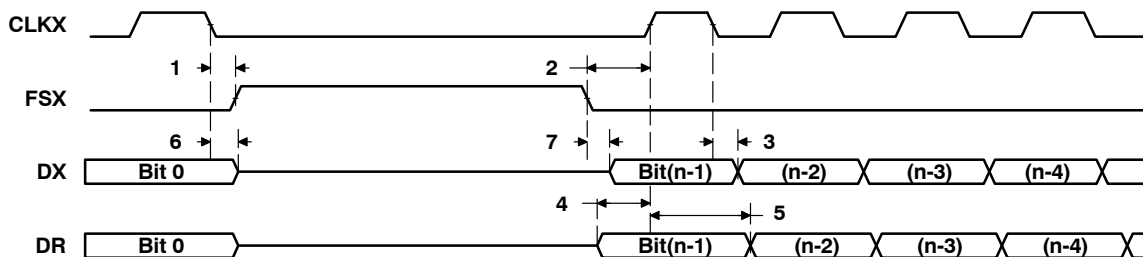 CLKX
1 2
FSX
6 7 3
DX Bit 0 Bit(n-1) (n-2) (n-3) (n-4)
4 5
DR Bit 0 Bit(n-1) (n-2) (n-3) (n-4)